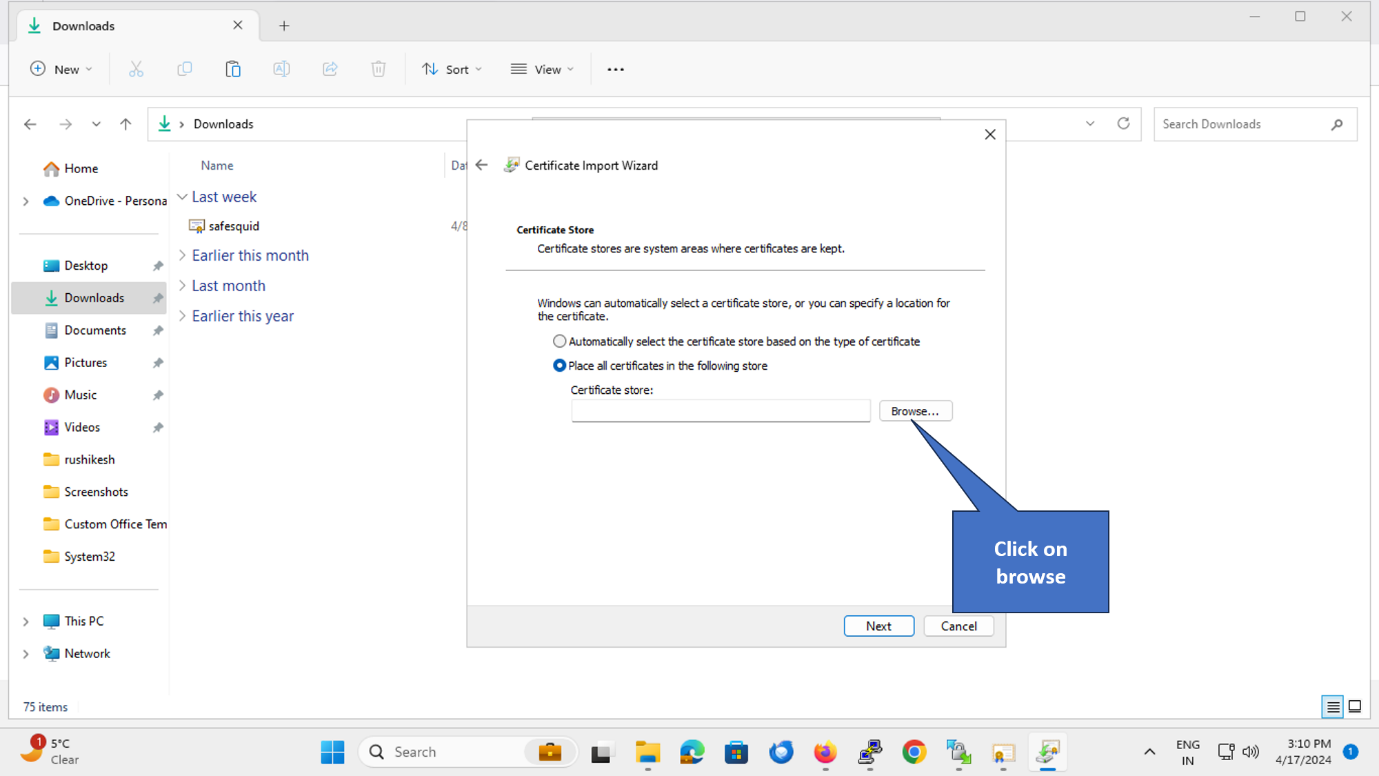 Downloads
New
Sort
View
Downloads
Search Downloads
Home
OneDrive - Persona
Desktop
Downloads
Documents
Pictures
Music
Videos
rushikesh
Screenshots
Custom Office Tem
System32
This PC
Network
Name
Dat
Last week
safesquid
4/8
Earlier this month
Last month
Earlier this year
Certificate Import Wizard
Certificate Store
Certificate stores are system areas where certificates are kept.
Windows can automatically select a certificate store, or you can specify a location for
the certificate.
Automatically select the certificate store based on the type of certificate
Place all certificates in the following store
Certificate store:
Browse...
Click on
browse
Next
Cancel
75 items
1
5°C
Clear
Search
ENG
IN
3:10 PM
4/17/2024
1